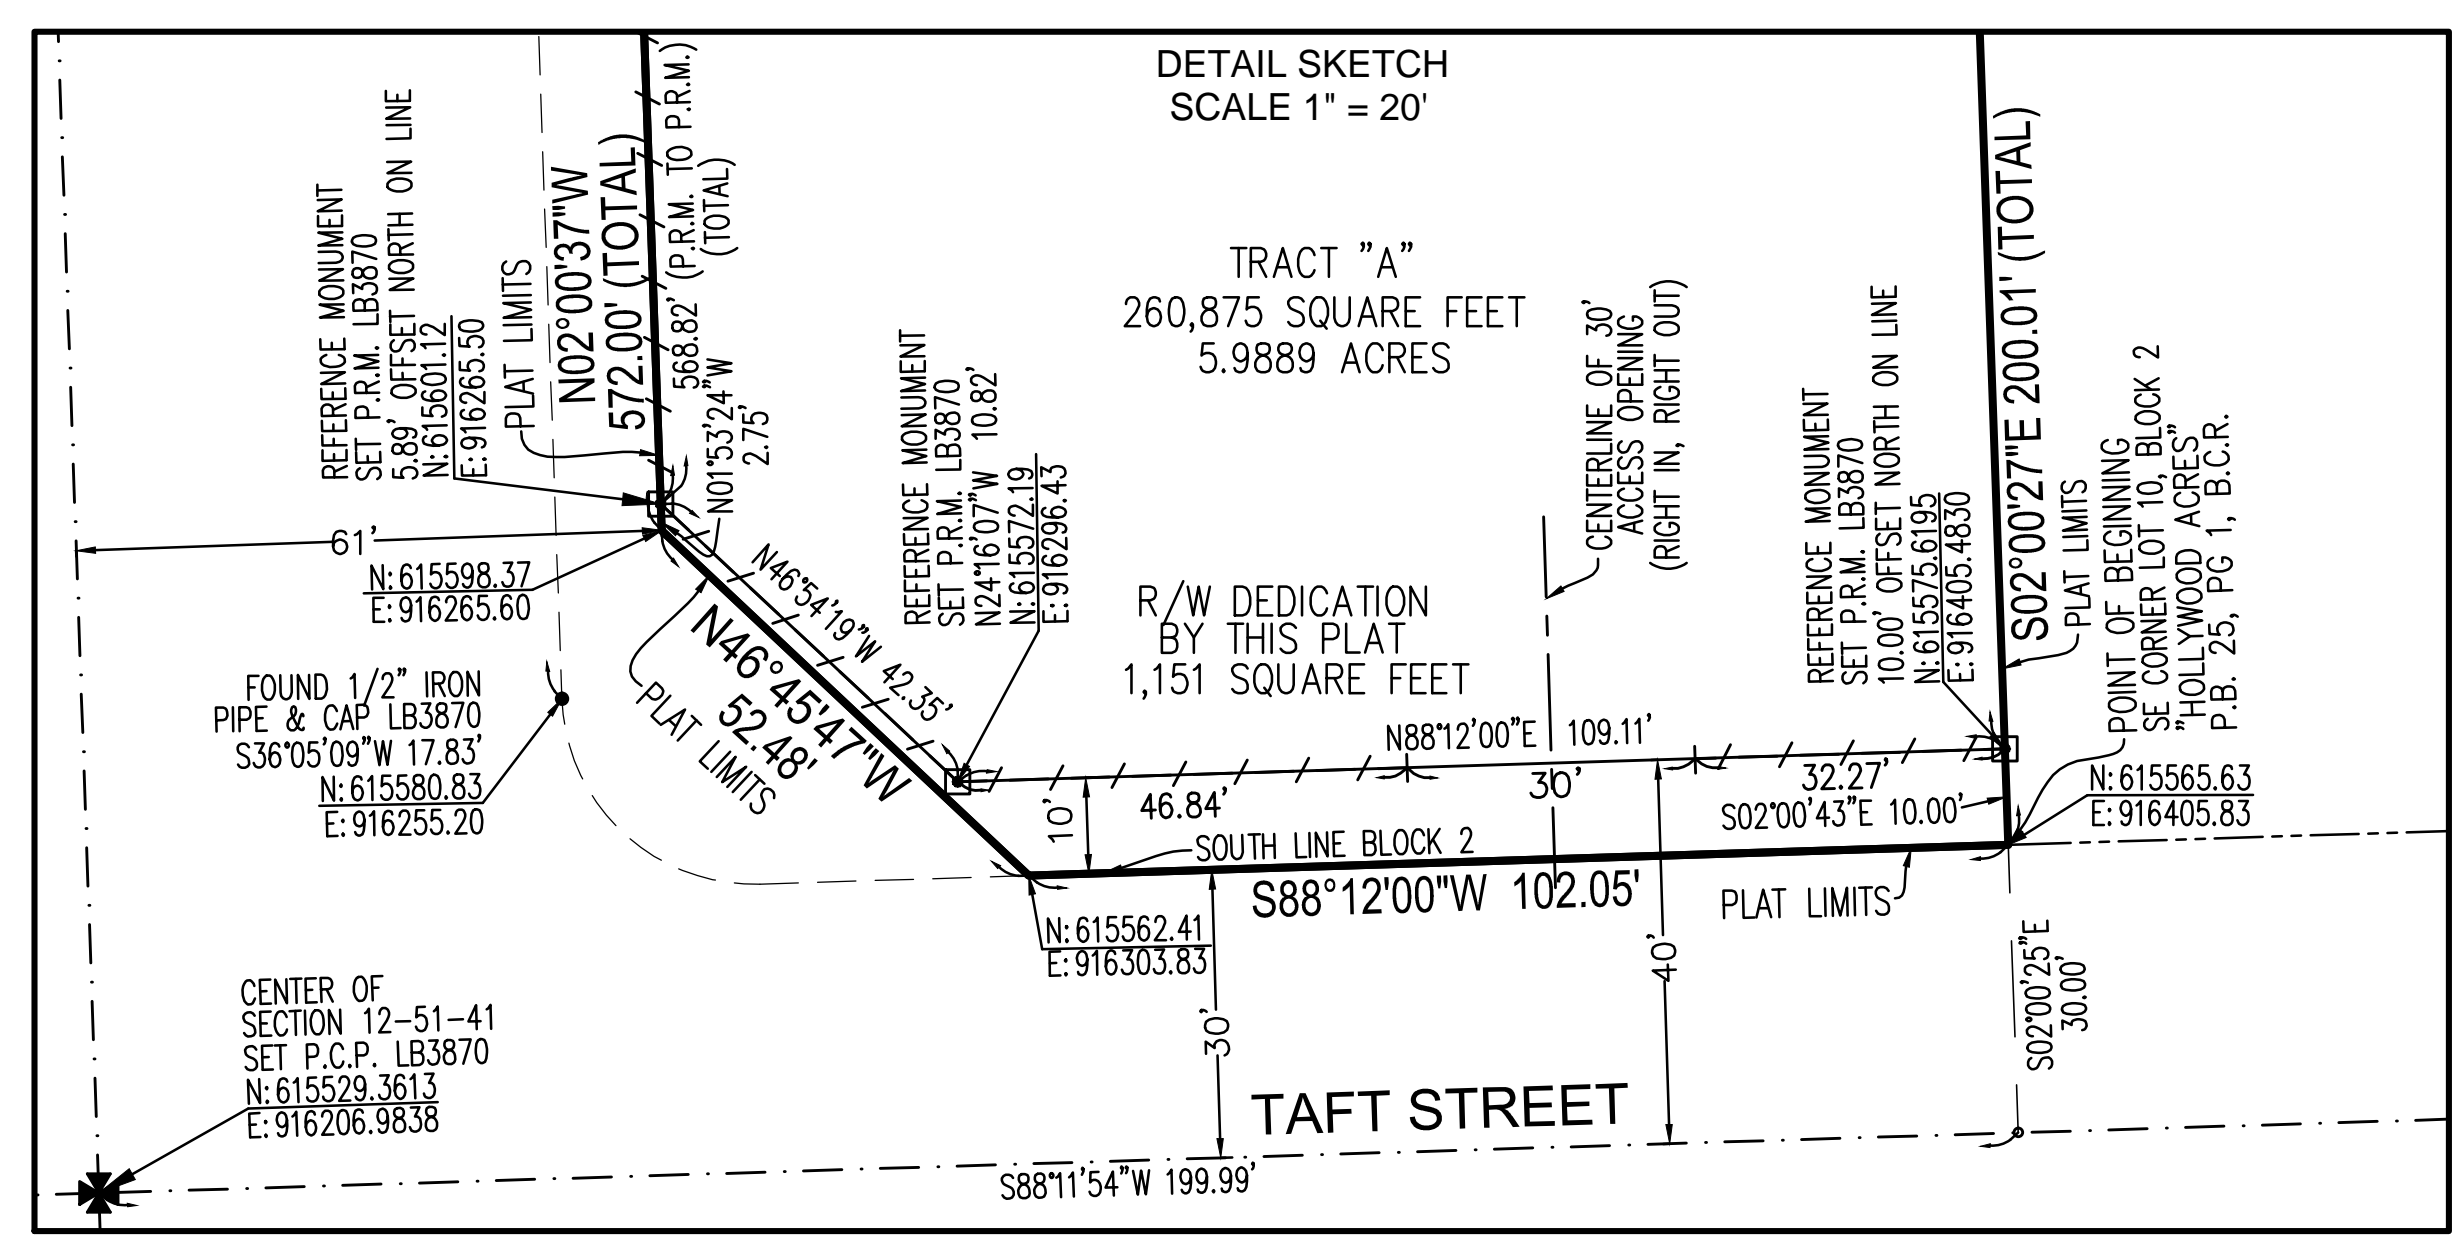 DETAIL SKETCH
SCALE 1" = 20'
REFERENCE MONUMENT
SET P.R.M. LB3870
5.89' OFFSET NORTH ON LINE
N:615601.12
E:916265.50
PLAT LIMITS
N02°00'37"W
572.00' (TOTAL)
568.82' (P.R.M. TO P.R.M.)
(TOTAL)
N01°53'24"W
2.75'
61'
N:615598.37
E:916265.60
TRACT "A"
260,875 SQUARE FEET
5.9889 ACRES
REFERENCE MONUMENT
SET P.R.M. LB3870
N24°16'07"W 10.82'
N:615572.19
E:916296.43
CENTERLINE OF 30'
ACCESS OPENING
(RIGHT IN, RIGHT OUT)
R/W DEDICATION
BY THIS PLAT
1,151 SQUARE FEET
REFERENCE MONUMENT
SET P.R.M. LB3870
10.00' OFFSET NORTH ON LINE
N:615575.6195
E:916405.4830
S02°00'27"E 200.01' (TOTAL)
PLAT LIMITS
POINT OF BEGINNING
SE CORNER LOT 10, BLOCK 2
"HOLLYWOOD ACRES"
P.B. 25, PG 1, B.C.R.
N46°54'19"W 42.35'
N46°45'47"W
52.48'
PLAT LIMITS
FOUND 1/2" IRON
PIPE & CAP LB3870
S36°05'09"W 17.83'
N:615580.83
E:916255.20
N88°12'00"E 109.11'
46.84'
30'
32.27'
10'
S02°00'43"E 10.00'
N:615565.63
E:916405.83
SOUTH LINE BLOCK 2
S88°12'00"W 102.05'
PLAT LIMITS
N:615562.41
E:916303.83
40'
30'
S02°00'25"E
30.00'
CENTER OF
SECTION 12-51-41
SET P.C.P. LB3870
N:615529.3613
E:916206.9838
TAFT STREET
S88°11'54"W 199.99'